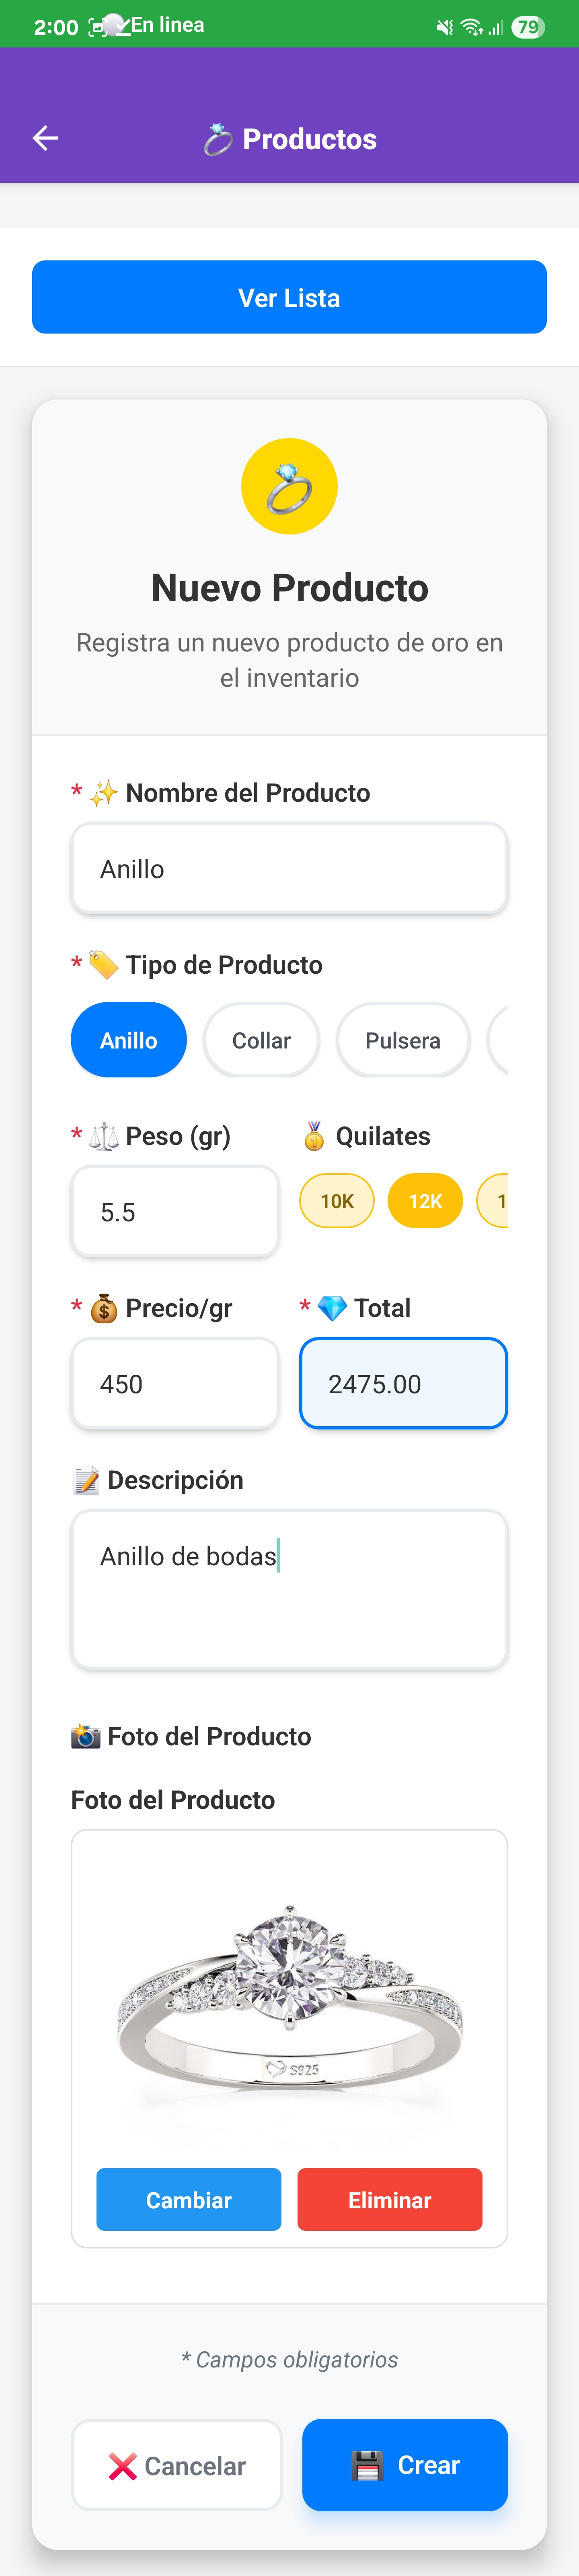 2:00 En linea 79
Productos
Ver Lista
Nuevo Producto
Registra un nuevo producto de oro en
el inventario
* Nombre del Producto
Anillo
* Tipo de Producto
Anillo Collar Pulsera
* Peso (gr) Quilates
5.5 10K 12K 1
* Precio/gr * Total
450 2475.00
Descripción
Anillo de bodas
Foto del Producto
Foto del Producto
S925
Cambiar Eliminar
* Campos obligatorios
Cancelar Crear